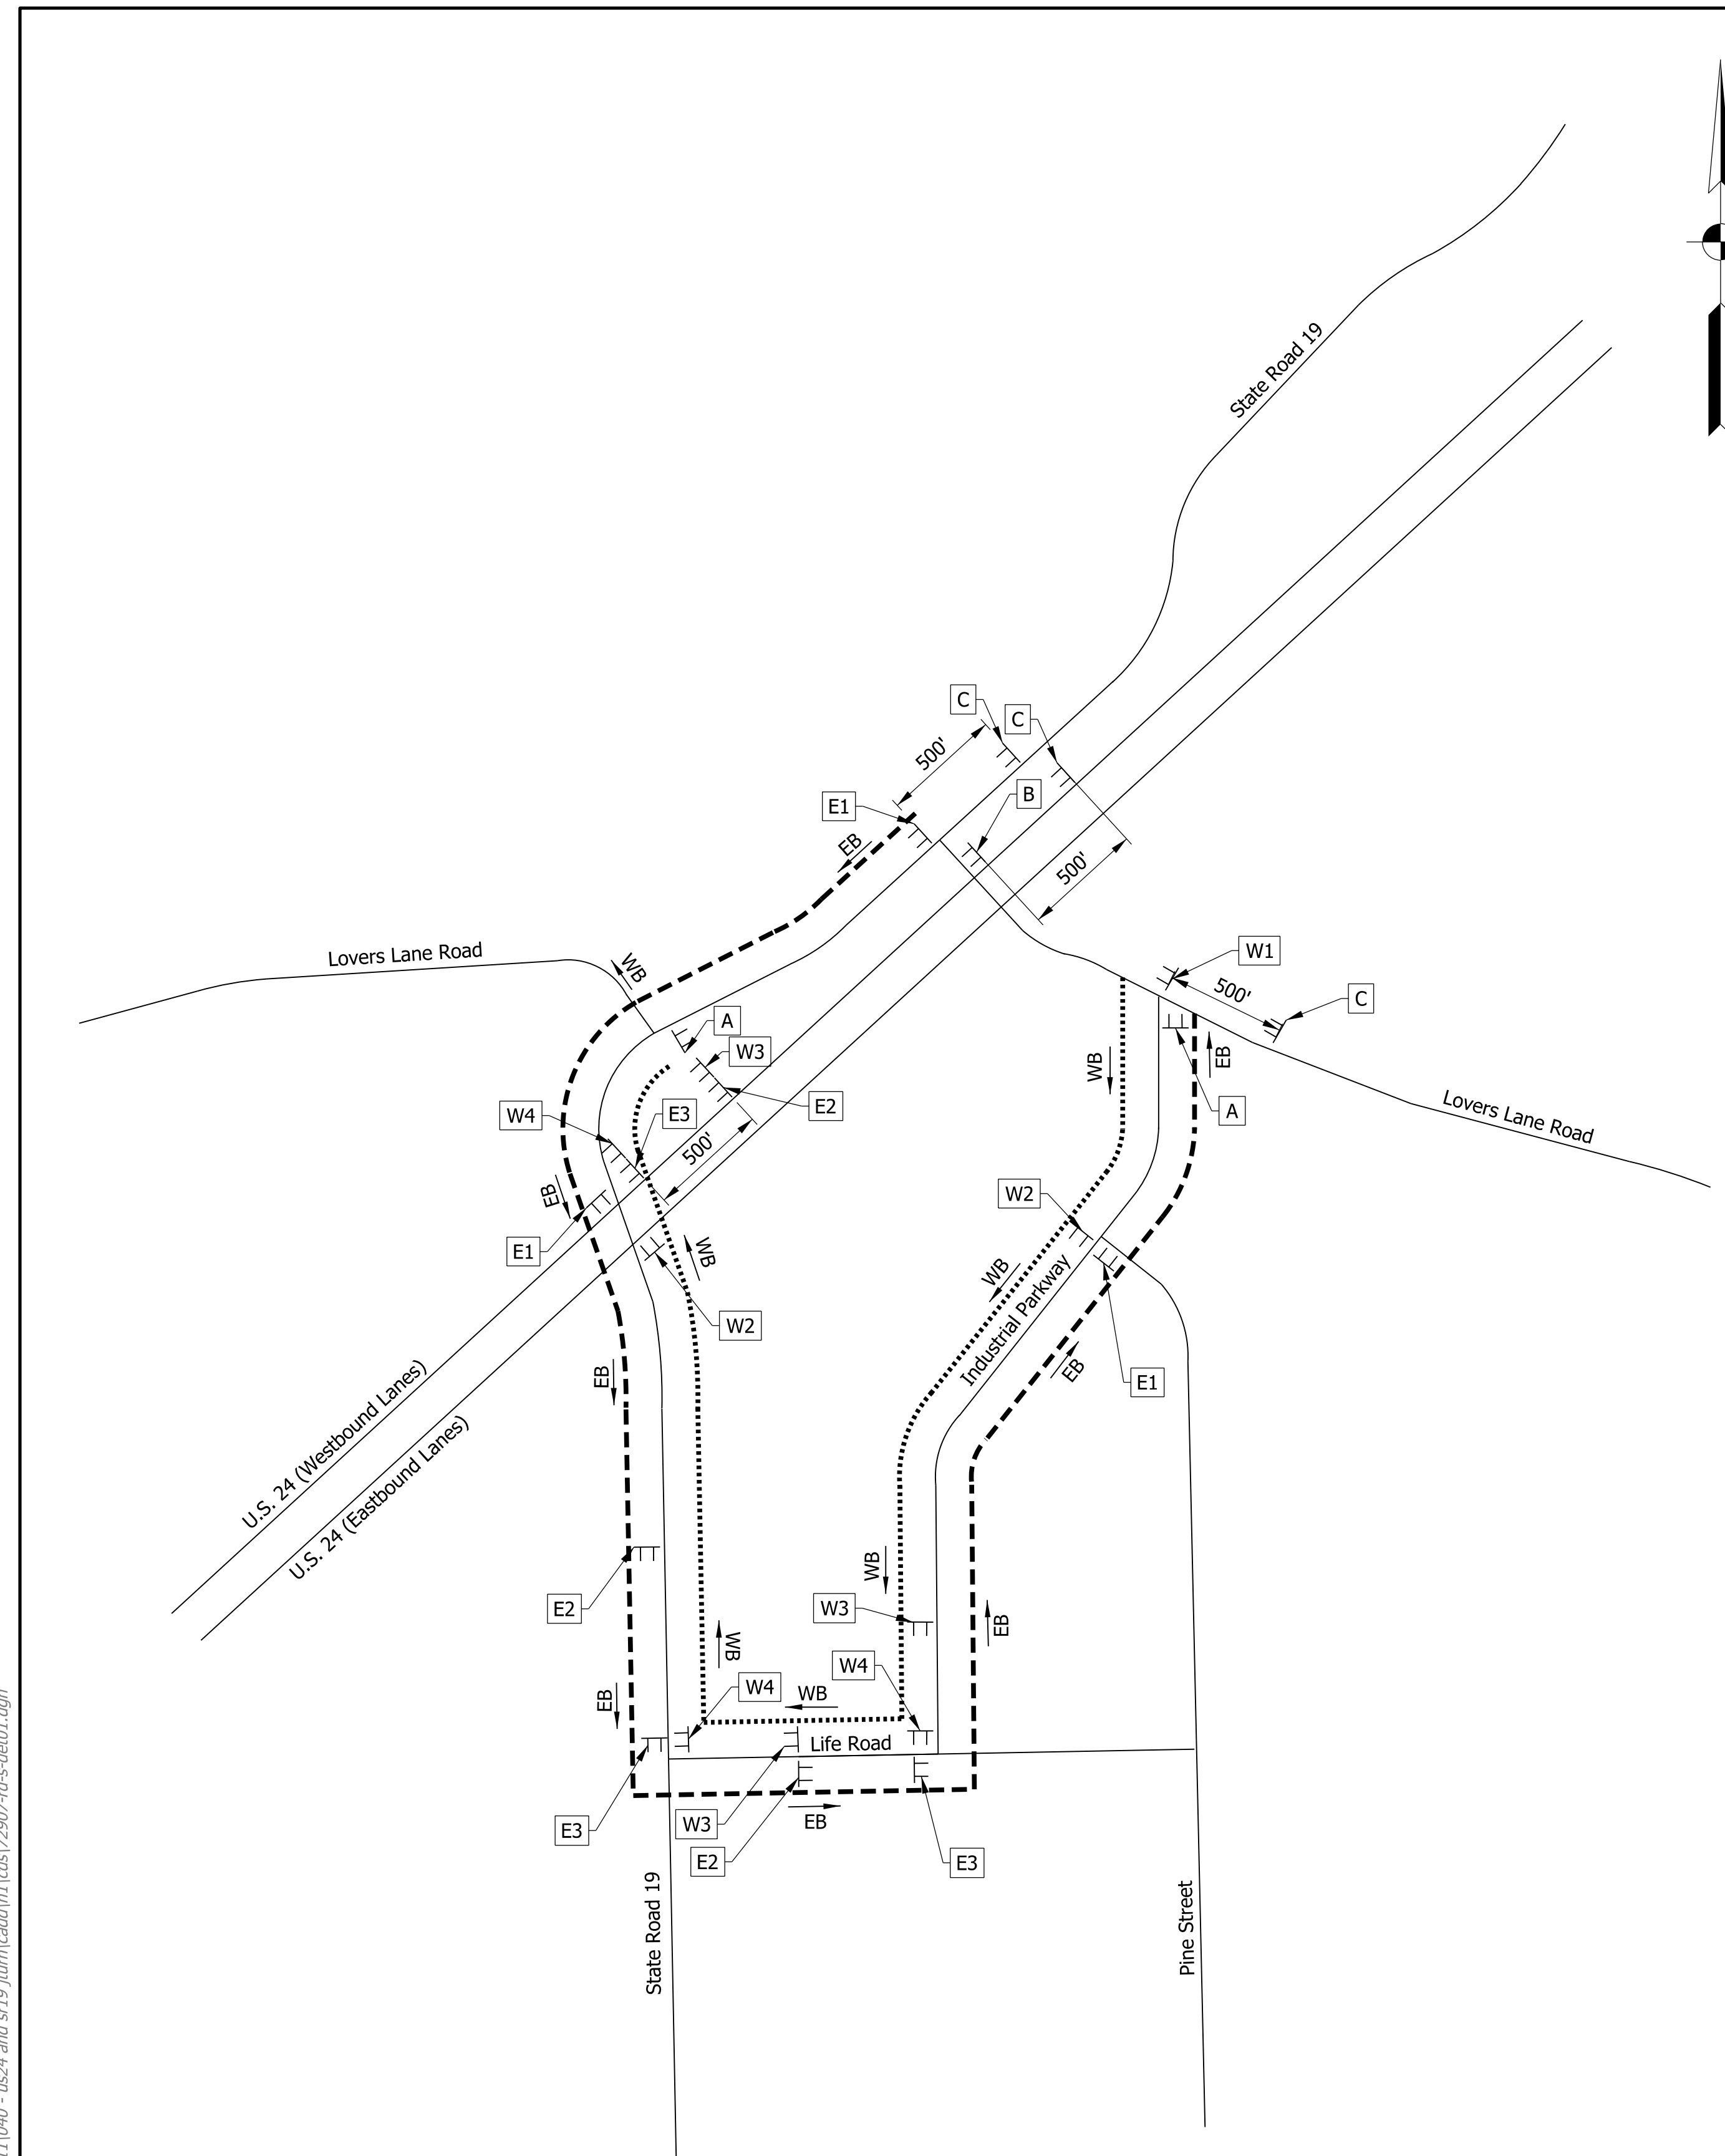 State Road 19
C
C
500'
B
E1
EB
500'
Lovers Lane Road
WB
W1
500'
C
A
W3
WB
EB
E2
A
E3
W4
500'
Lovers Lane Road
EB
W2
E1
WB
W2
WB
Industrial Parkway
EB
E1
EB
U.S. 24 (Westbound Lanes)
U.S. 24 (Eastbound Lanes)
WB
E2
W3
EB
WB
W4
W4
WB
EB
Life Road
E3
W3
EB
E2
E3
State Road 19
Pine Street